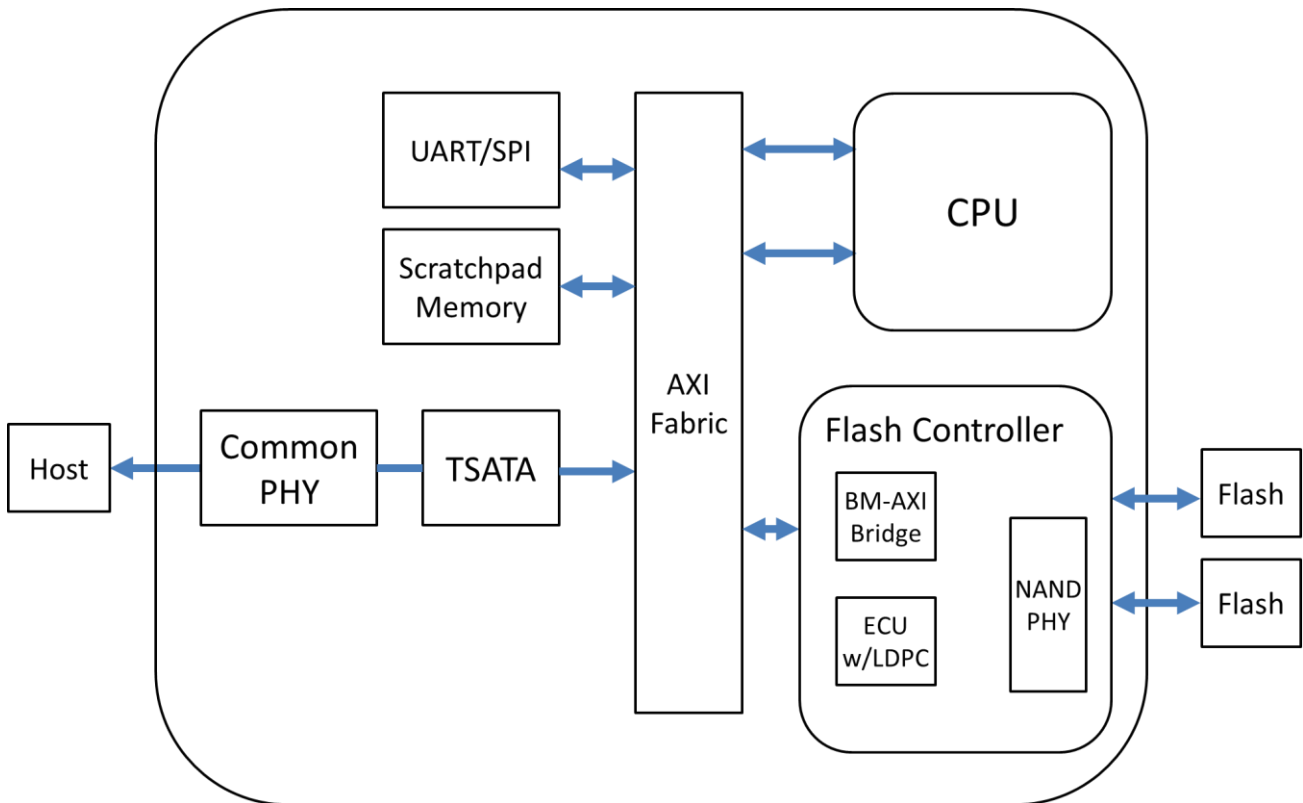 UART/SPI
Scratchpad
Memory
Host
Common
PHY
TSATA
AXI
Fabric
CPU
Flash Controller
BM-AXI
Bridge
ECU
w/LDPC
NAND
PHY
Flash
Flash